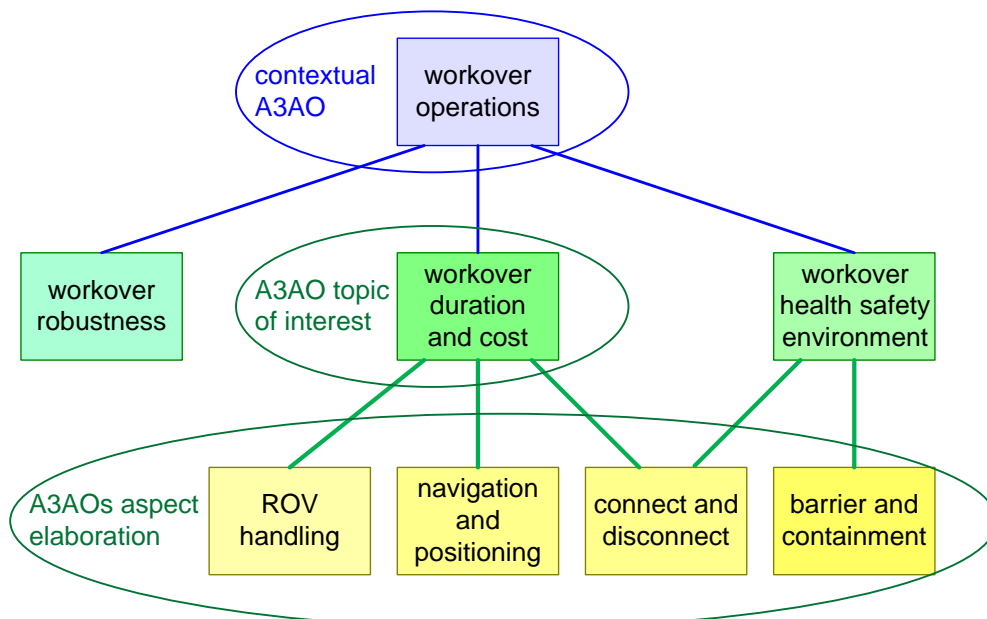 contextual
A3AO
workover
operations
workover
robustness
A3AO topic
of interest
workover
duration
and cost
workover
health safety
environment
A3AOs aspect
elaboration
ROV
handling
navigation
and
positioning
connect and
disconnect
barrier and
containment